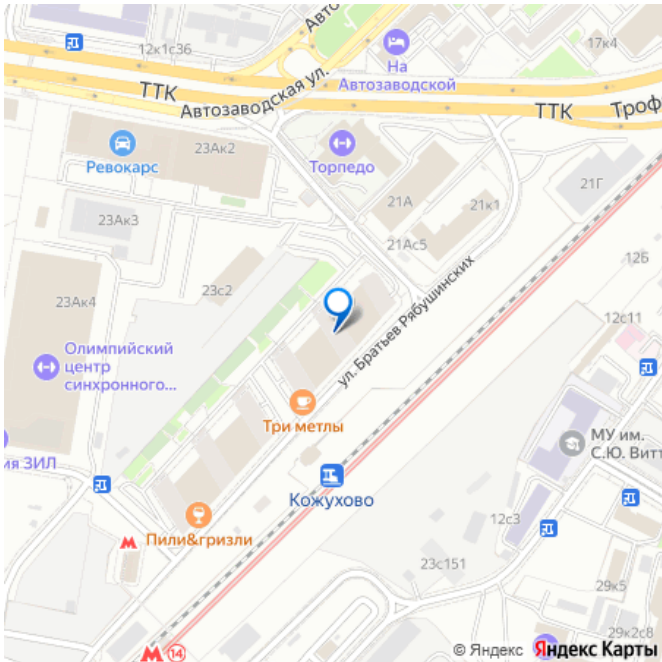 12к1с36
Автозаводская ул.
На
Автозаводской
17к4
ТТК
ТТК
Автозаводская ул.
23Ак2
Ревокарс
Торпедо
21Г
21А
21к1
23Ак3
21Ас5
12Б
23с2
23Ак4
12с11
ул. Братьев Рябушинских
Олимпийский
центр
синхронного...
Три метлы
МУ им.
С.Ю. Витт
ия ЗИЛ
Кожухово
12с3
Пили&гризли
23с151
29к5
29к2с8
14
© Яндекс Яндекс Карты